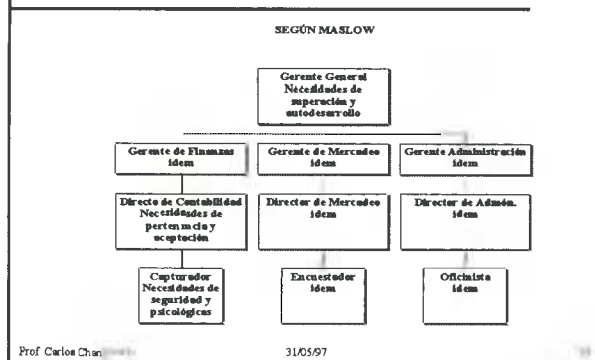 SEGÚN MASLOW
Gerente General
Necesidades de
superación y
autodesarrollo
Gerente de Finanzas
idem
Gerente de Mercadeo
idem
Gerente Administración
idem
Directo de Contabilidad
Necesidades de
pertenencia y
aceptación
Director de Mercadeo
idem
Director de Admón.
idem
Capturador
Necesidades de
seguridad y
psicológicas
Encuestador
idem
Oficinista
idem
Prof Carlos
31/05/97